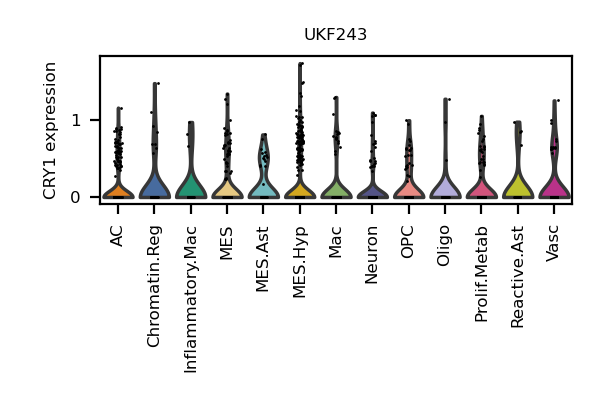 UKF243
CRY1 expression
1
0
AC
Chromatin.Reg
Inflammatory.Mac
MES
MES.Ast
MES.Hyp
Mac
Neuron
OPC
Oligo
Prolif.Metab
Reactive.Ast
Vasc